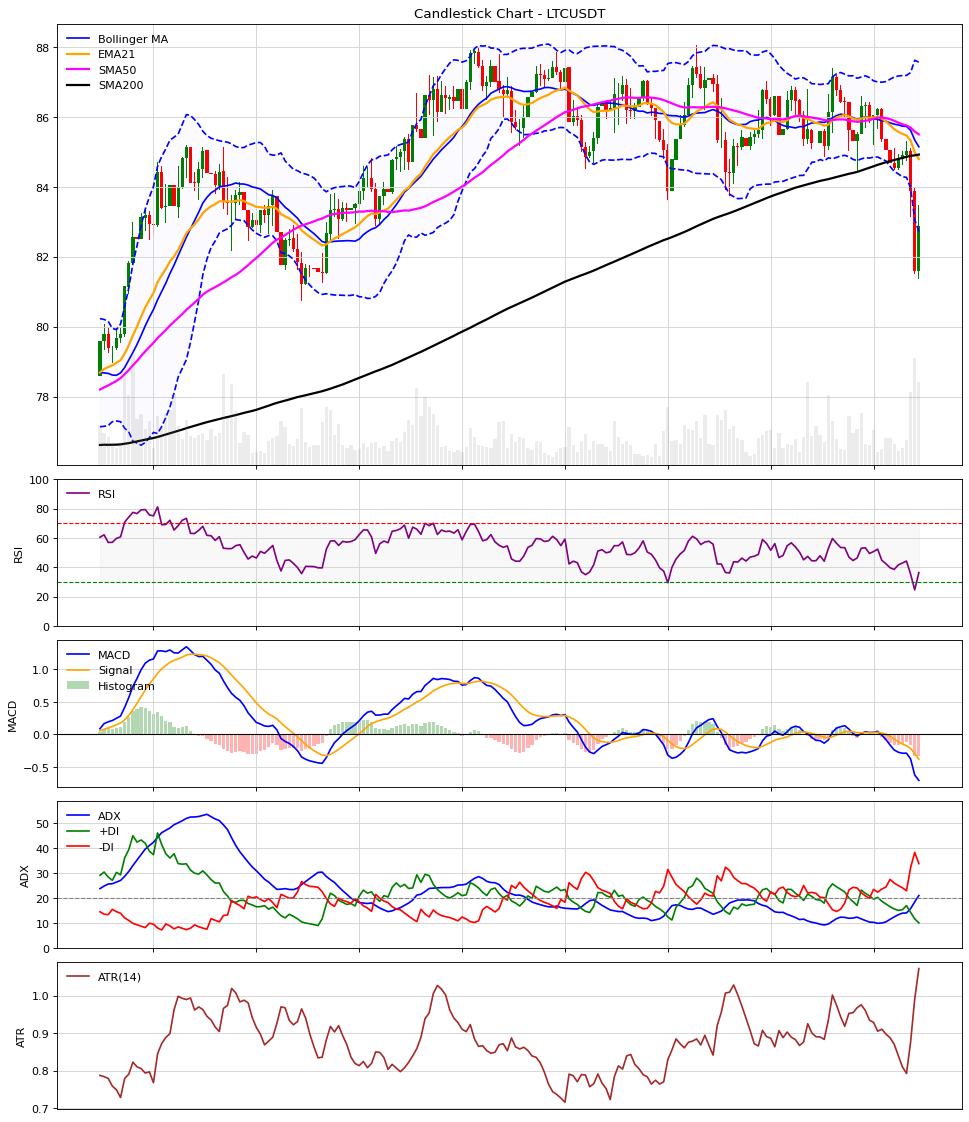 Candlestick Chart - LTCUSDT
Bollinger MA
EMA21
SMA50
SMA200
88
86
84
82
80
78
RSI
100
80
60
40
20
0
RSI
MACD
Signal
Histogram
1.0
0.5
0.0
−0.5
MACD
ADX
+DI
-DI
50
40
30
20
10
0
ADX
ATR(14)
1.0
0.9
0.8
0.7
ATR